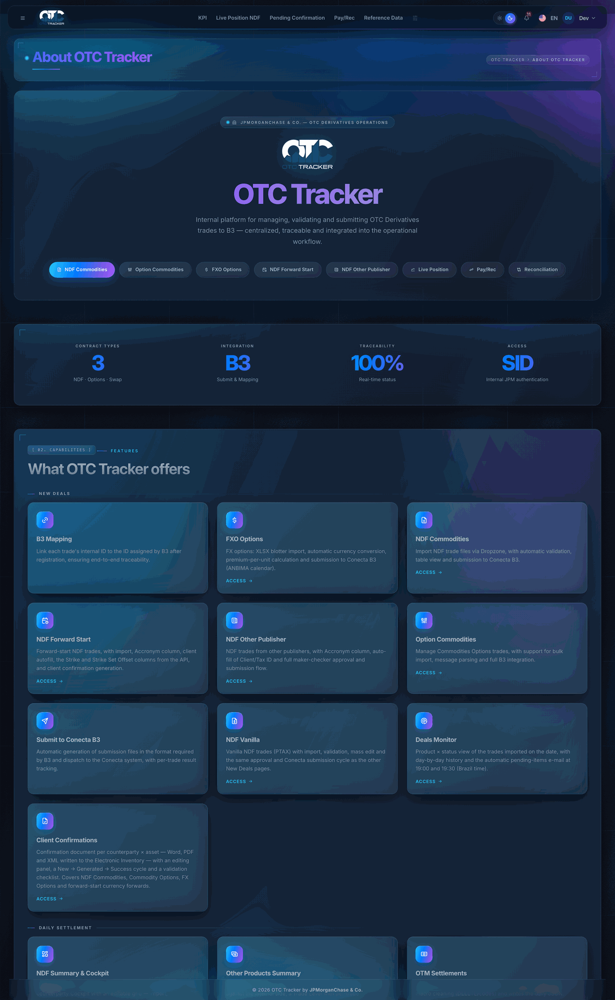 OTC
OTC TRACKER
KPI
Live Position NDF
Pending Confirmation
Pay/Rec
Reference Data
11
EN
DU
Dev
About OTC Tracker
OTC TRACKER › ABOUT OTC TRACKER
JPMORGANCHASE & CO. — OTC DERIVATIVES OPERATIONS
OTC
OTC TRACKER
OTC Tracker
Internal platform for managing, validating and submitting OTC Derivatives
trades to B3 — centralized, traceable and integrated into the operational
workflow.
NDF Commodities
Option Commodities
FXO Options
NDF Forward Start
NDF Other Publisher
Live Position
Pay/Rec
Reconciliation
CONTRACT TYPES
3
NDF · Options · Swap
INTEGRATION
B3
Submit & Mapping
TRACEABILITY
100%
Real-time status
ACCESS
SID
Internal JPM authentication
[ 02. CAPABILITIES ]
FEATURES
What OTC Tracker offers
NEW DEALS
B3 Mapping
Link each trade's internal ID to the ID assigned by B3 after
registration, ensuring end-to-end traceability.
FXO Options
FX options: XLSX blotter import, automatic currency conversion,
premium-per-unit calculation and submission to Conecta B3
(ANBIMA calendar).
ACCESS →
NDF Commodities
Import NDF trade files via Dropzone, with automatic validation,
table view and submission to Conecta B3.
ACCESS →
NDF Forward Start
Forward-start NDF trades, with import, Accronym column, client
autofill, the Strike and Strike Set Offset columns from the API,
and client confirmation generation.
ACCESS →
NDF Other Publisher
NDF trades from other publishers, with Accronym column, auto-
fill of Client/Tax ID and full maker-checker approval and
submission flow.
ACCESS →
Option Commodities
Manage Commodities Options trades, with support for bulk
import, message parsing and full B3 integration.
ACCESS →
Submit to Conecta B3
Automatic generation of submission files in the format required
by B3 and dispatch to the Conecta system, with per-trade result
tracking.
NDF Vanilla
Vanilla NDF trades (PTAX) with import, validation, mass edit and
the same approval and Conecta submission cycle as the other
New Deals pages.
ACCESS →
Deals Monitor
Product × status view of the trades imported on the date, with
day-by-day history and the automatic pending-items e-mail at
19:00 and 19:30 (Brazil time).
ACCESS →
Client Confirmations
Confirmation document per counterparty × asset — Word, PDF
and XML written to the Electronic Inventory — with an editing
panel, a New → Generated → Success cycle and a validation
checklist. Covers NDF Commodities, Commodity Options, FX
Options and forward-start currency forwards.
ACCESS →
DAILY SETTLEMENT
NDF Summary & Cockpit
Other Products Summary
OTM Settlements
© 2026 OTC Tracker by JPMorganChase & Co.